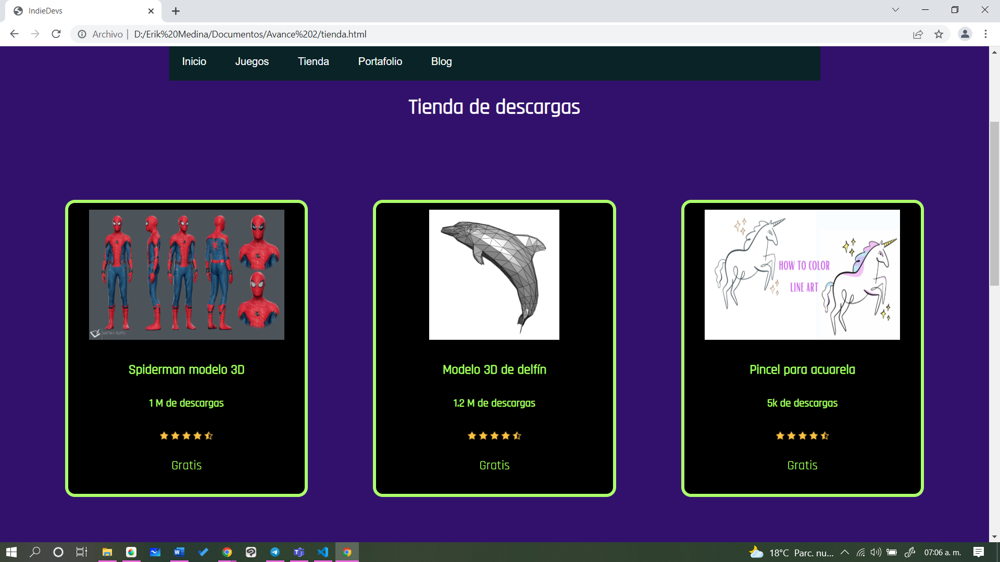 IndieDevs
Archivo | D:/Erik%20Medina/Documentos/Avance%202/tienda.html
Inicio Juegos Tienda Portafolio Blog
Tienda de descargas
MATTIA F. RUFFO
HOW TO COLOR
LINE ART
Spiderman modelo 3D
1 M de descargas
Gratis
Modelo 3D de delfín
1.2 M de descargas
Gratis
Pincel para acuarela
5k de descargas
Gratis
18°C Parc. nu... 07:06 a. m.